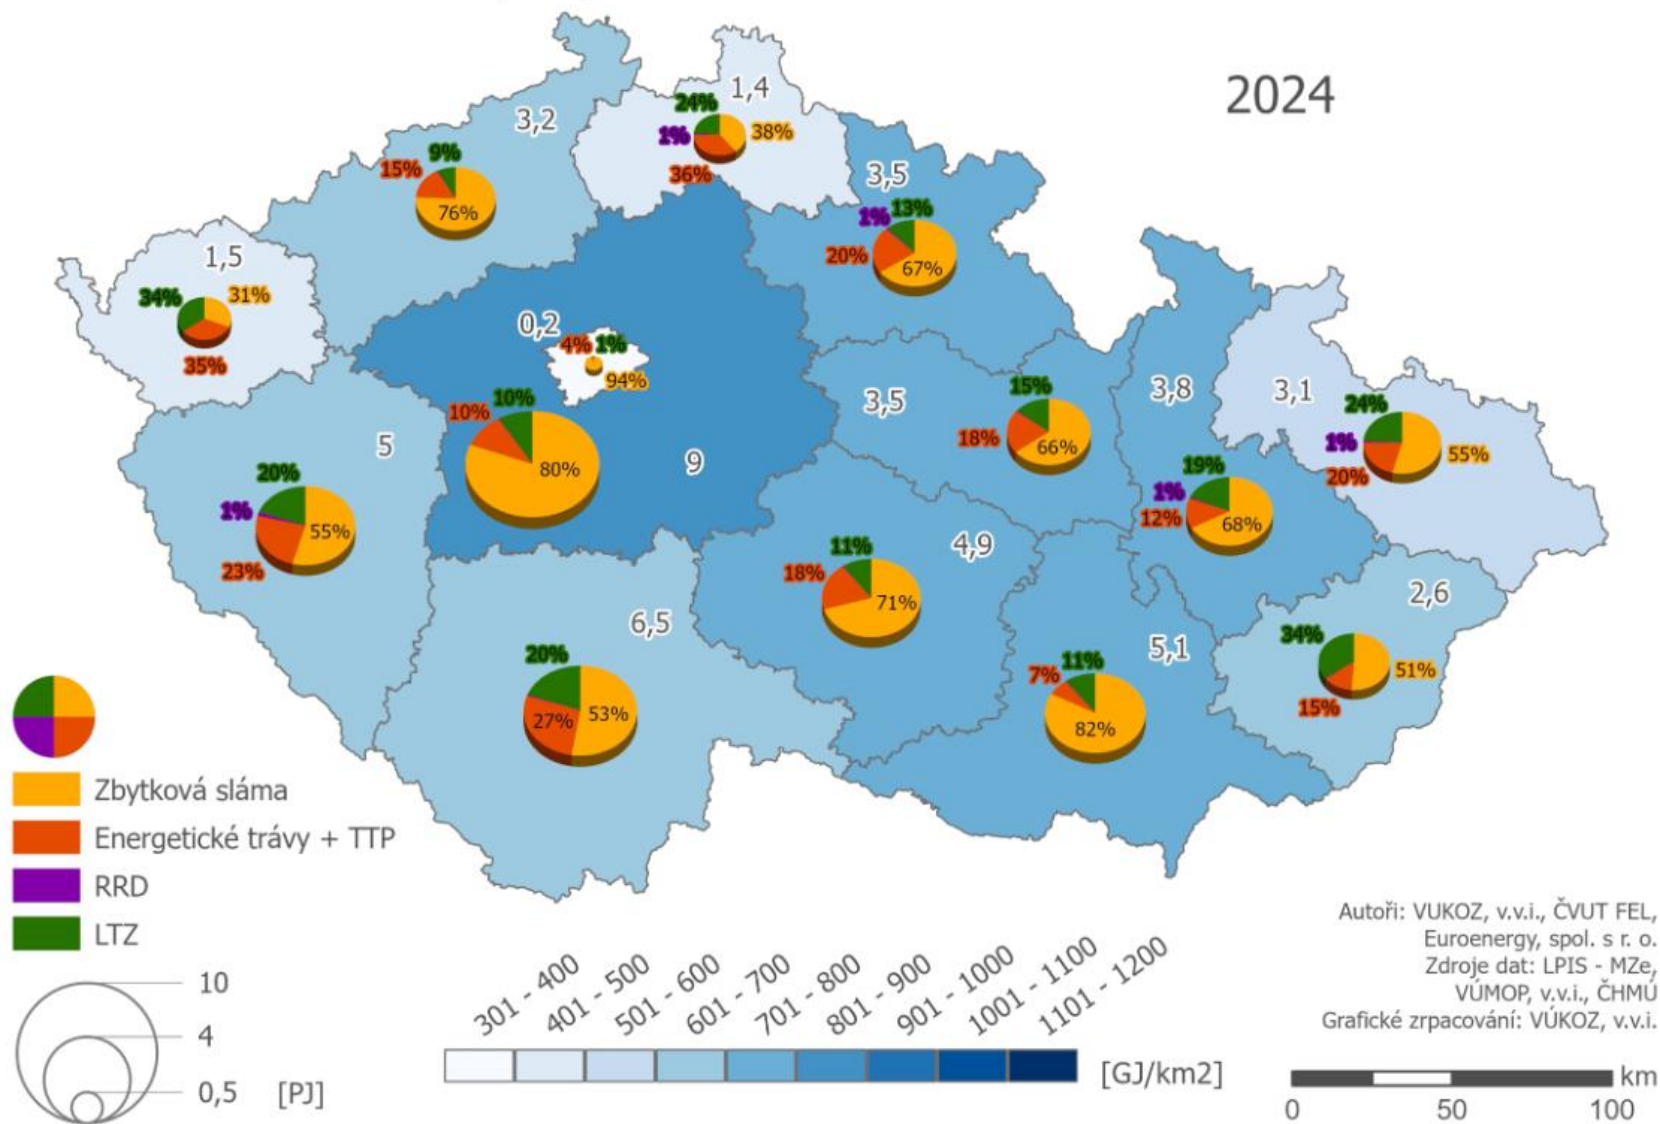 2024
1,4
24%
1%
38%
36%
3,2
9%
15%
76%
3,5
1%
13%
20%
67%
1,5
34%
31%
35%
0,2
4%
1%
94%
10%
10%
80%
9
5
20%
1%
55%
23%
3,5
15%
18%
66%
3,8
19%
1%
12%
68%
3,1
24%
1%
55%
20%
4,9
11%
18%
71%
6,5
20%
27%
53%
5,1
7%
11%
82%
2,6
34%
51%
15%
Zbytková sláma
Energetické trávy + TTP
RRD
LTZ
10
4
0,5
[PJ]
301 - 400
401 - 500
501 - 600
601 - 700
701 - 800
801 - 900
901 - 1000
1001 - 1100
1101 - 1200
[GJ/km2]
Autoři: VUKOZ, v.v.i., ČVUT FEL,
Euroenergy, spol. s r. o.
Zdroje dat: LPIS - MZe,
VÚMOP, v.v.i., ČHMÚ
Grafické zrpacování: VÚKOZ, v.v.i.
km
0 50 100